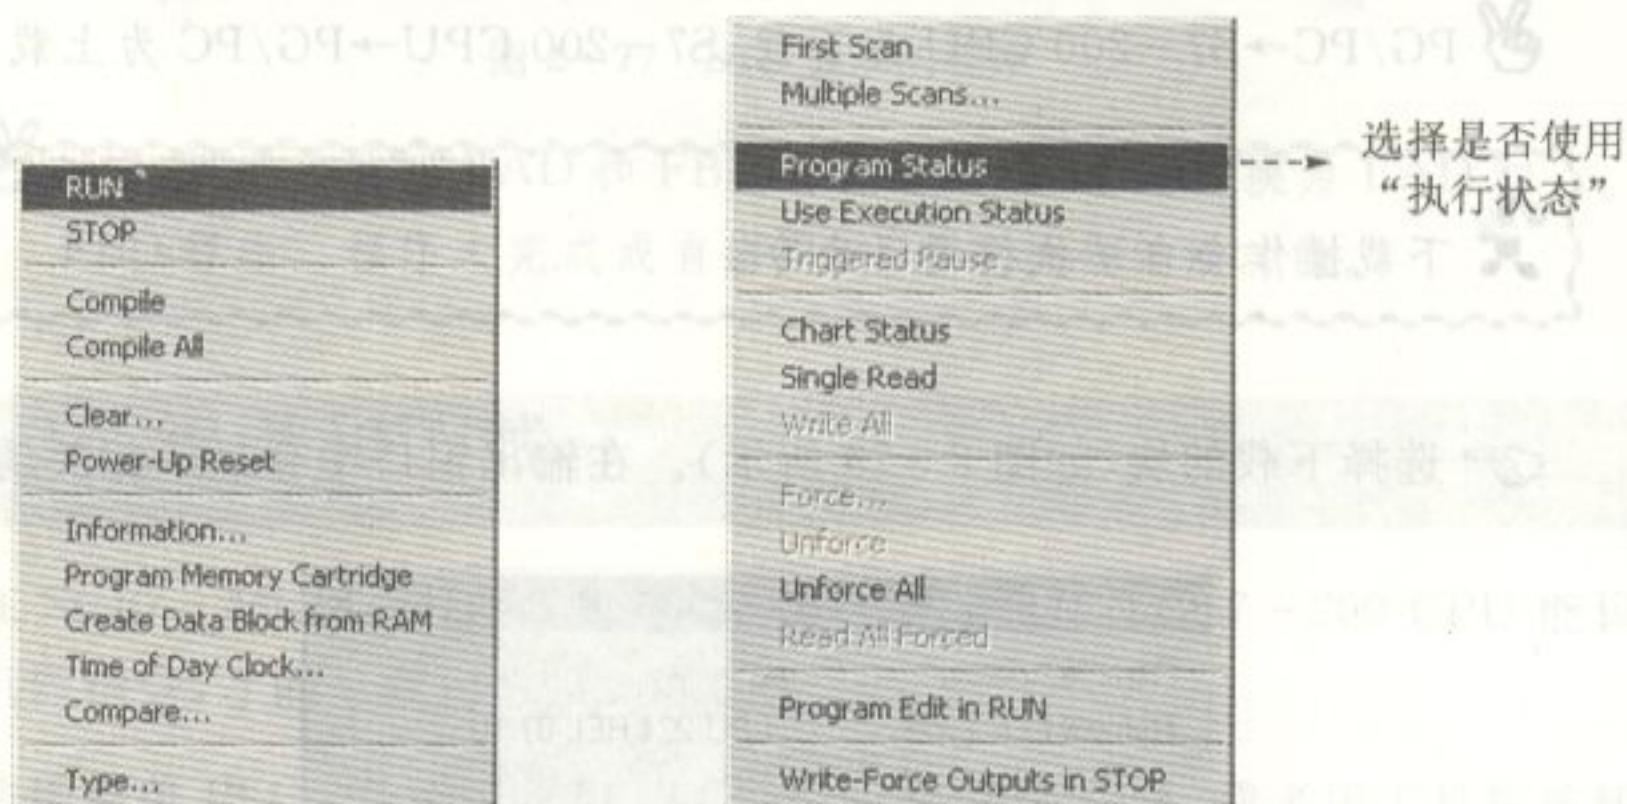 RUN
STOP
Compile
Compile All
Clear...
Power-Up Reset
Information...
Program Memory Cartridge
Create Data Block from RAM
Time of Day Clock...
Compare...
Type...
First Scan
Multiple Scans...
Program Status
Use Execution Status
Triggered Pause
Chart Status
Single Read
Write All
Force...
Unforce
Unforce All
Read All Forced
Program Edit in RUN
Write-Force Outputs in STOP
选择是否使用
“执行状态”